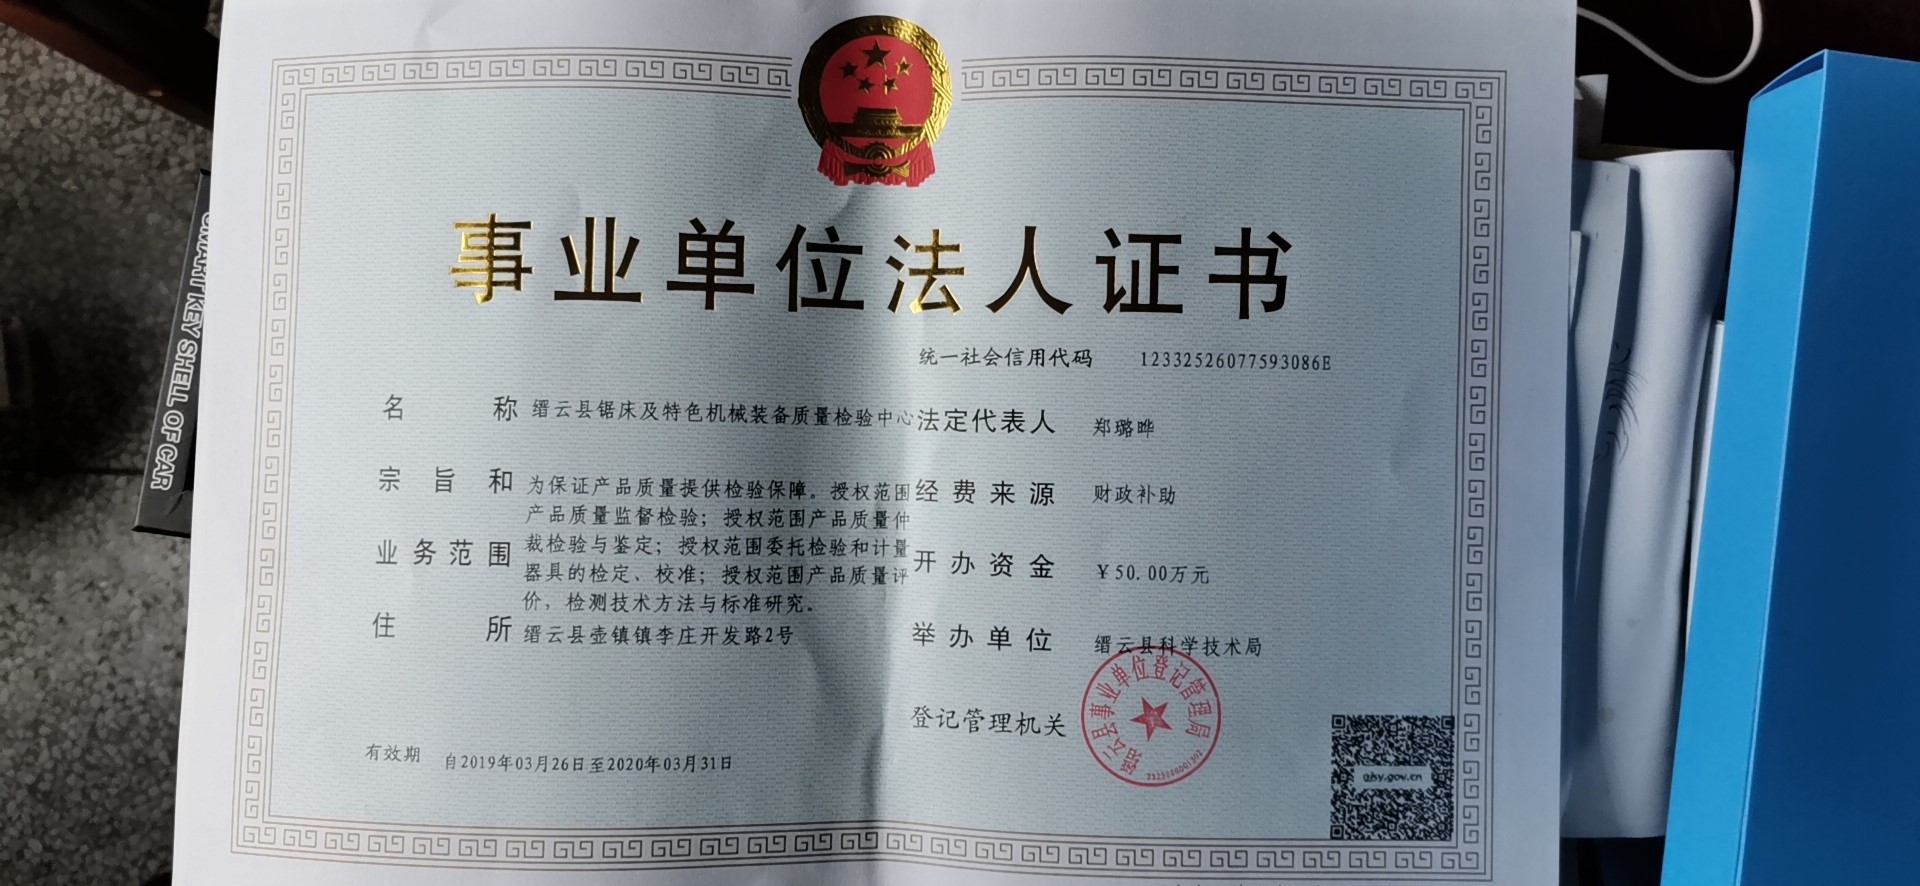 事业单位法人证书
统一社会信用代码 12332526077593086E
名称 缙云县锯床及特色机械装备质量检验中心
法定代表人 郑璐晔
宗旨和
业务范围
为保证产品质量提供检验保障。授权范围
产品质量监督检验；授权范围产品质量仲
裁检验与鉴定；授权范围委托检验和计量
器具的检定、校准；授权范围产品质量评
价，检测技术方法与标准研究。
经费来源 财政补助
开办资金 ￥50.00万元
住所 缙云县壶镇镇李庄开发路2号
举办单位 缙云县科学技术局
登记管理机关
缙云县事业单位登记管理局
有效期 自2019年03月26日至2020年03月31日
gjsy.gov.cn
SMART KEY SHELL OF CAR